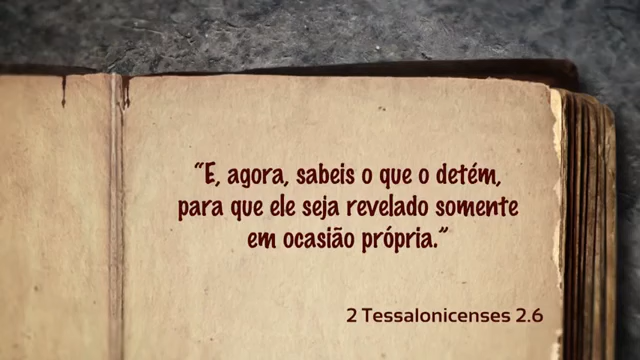 “E, agora, sabeis o que o detém,
para que ele seja revelado somente
em ocasião própria.”
2 Tessalonicenses 2.6